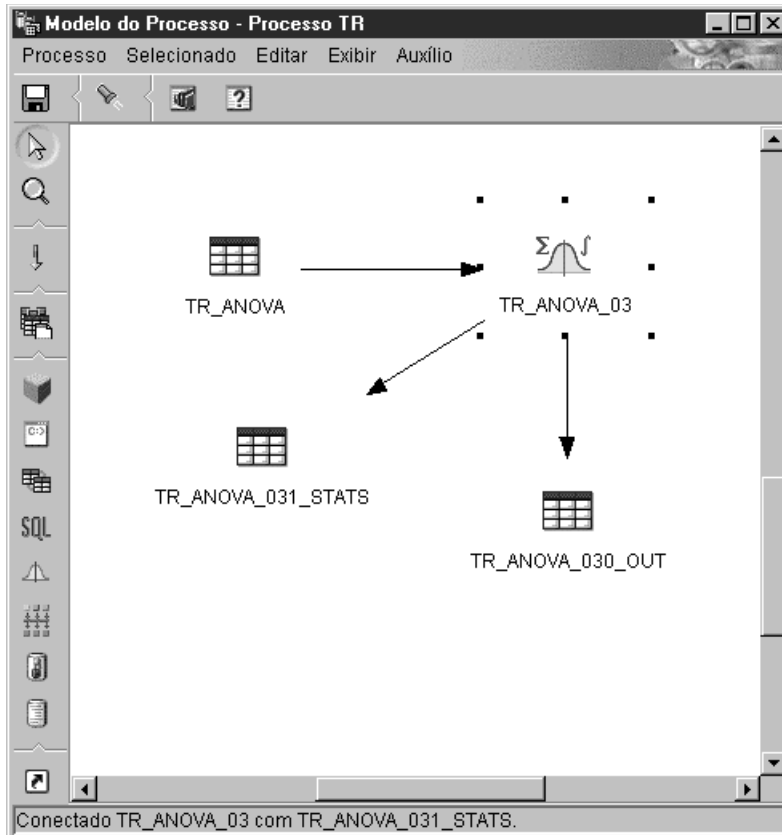 Modelo do Processo - Processo TR
Processo Selecionado Editar Exibir Auxílio
TR_ANOVA
TR_ANOVA_03
TR_ANOVA_031_STATS
TR_ANOVA_030_OUT
SQL
Conectado TR_ANOVA_03 com TR_ANOVA_031_STATS.